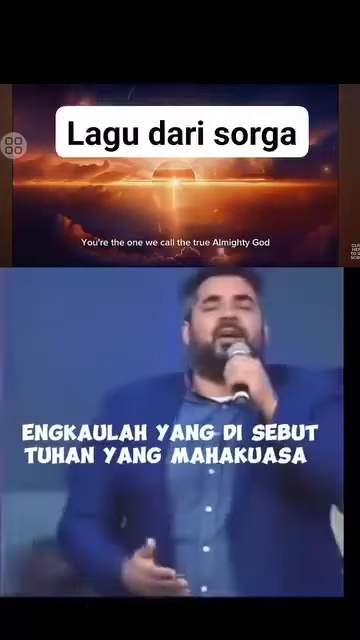 Lagu dari sorga
You're the one we call the true Almighty God
ENGKAULAH YANG DI SEBUT
TUHAN YANG MAHAKUASA